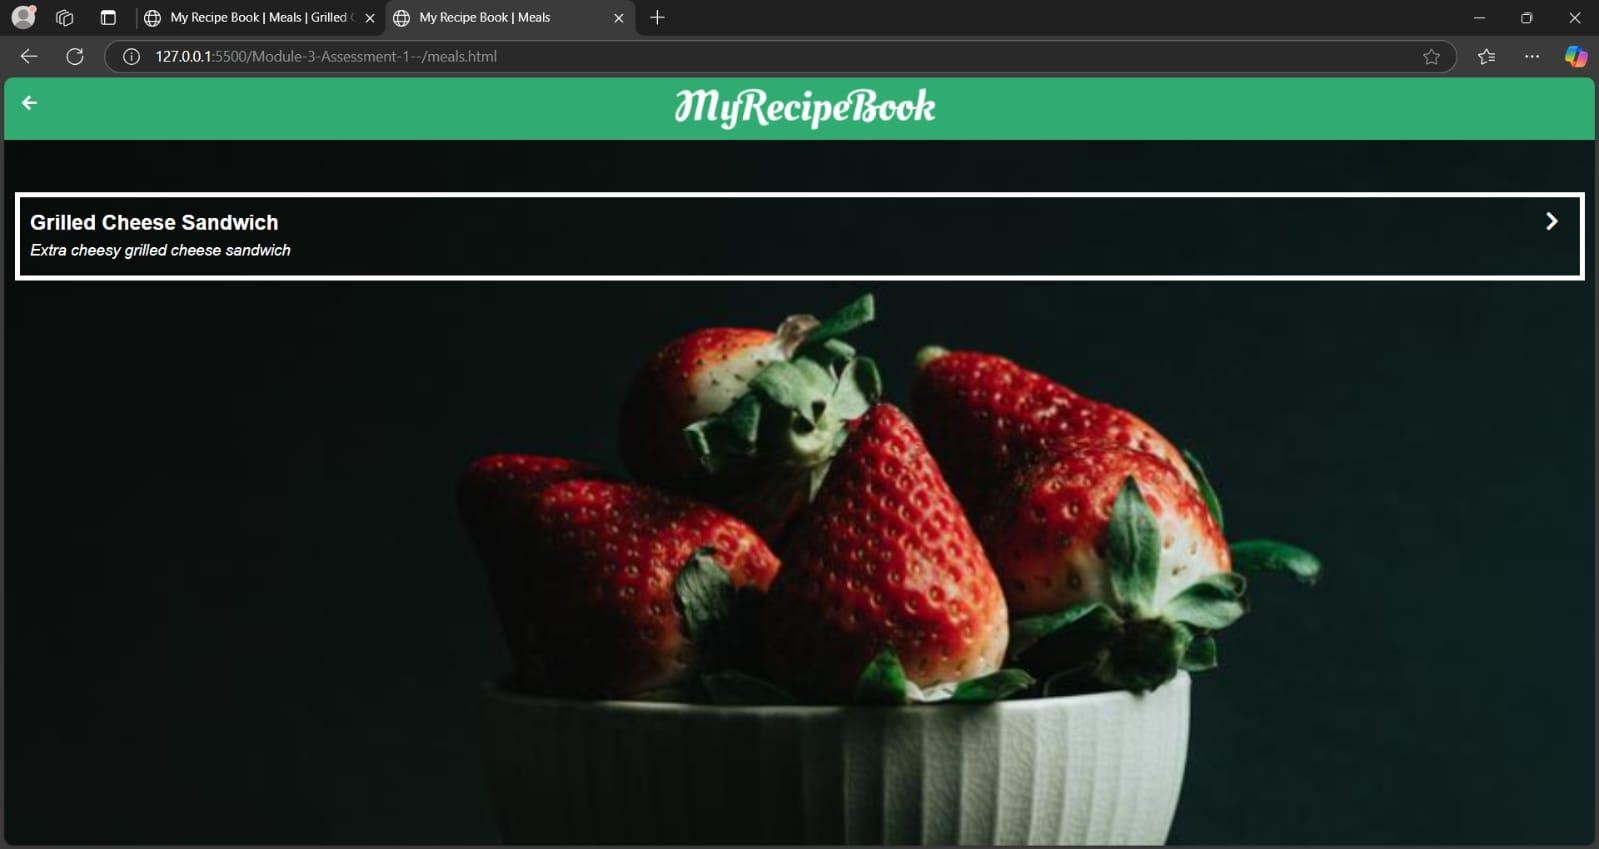 My Recipe Book | Meals | Grilled
My Recipe Book | Meals
127.0.0.1:5500/Module-3-Assessment-1--/meals.html
MyRecipeBook
Grilled Cheese Sandwich
Extra cheesy grilled cheese sandwich